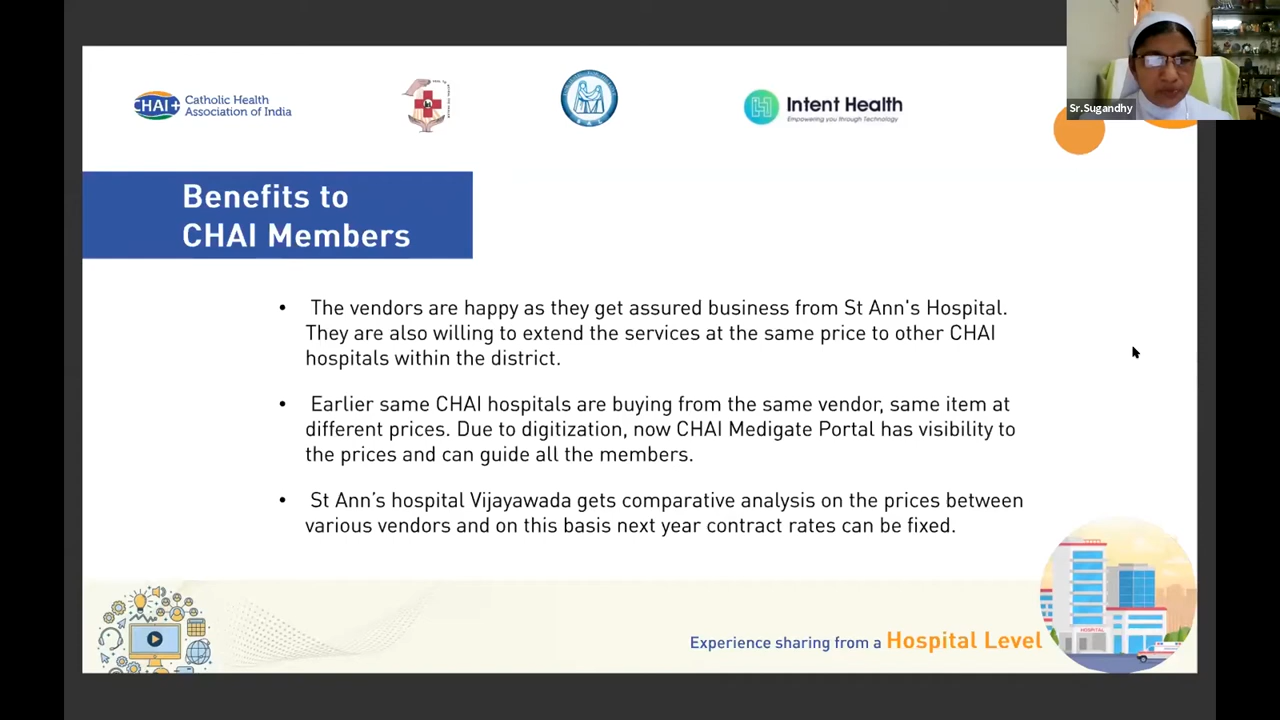 CHAI+
Catholic Health
Association of India
Intent Health
Empowering you through Technology
Sr.Sugandhy
Benefits to
CHAI Members
• The vendors are happy as they get assured business from St Ann's Hospital.
They are also willing to extend the services at the same price to other CHAI
hospitals within the district.
• Earlier same CHAI hospitals are buying from the same vendor, same item at
different prices. Due to digitization, now CHAI Medigate Portal has visibility to
the prices and can guide all the members.
• St Ann’s hospital Vijayawada gets comparative analysis on the prices between
various vendors and on this basis next year contract rates can be fixed.
HOSPITAL
Experience sharing from a Hospital Level